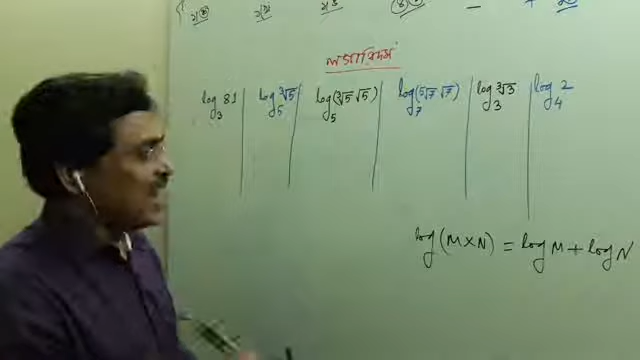 লগারিদম
log₃ 81 log₅ ∛5 log₅ (∛5 √5) log₇ (⁵√7 √7) log₃ ∛3 log₄ 2
log (M × N) = log M + log N